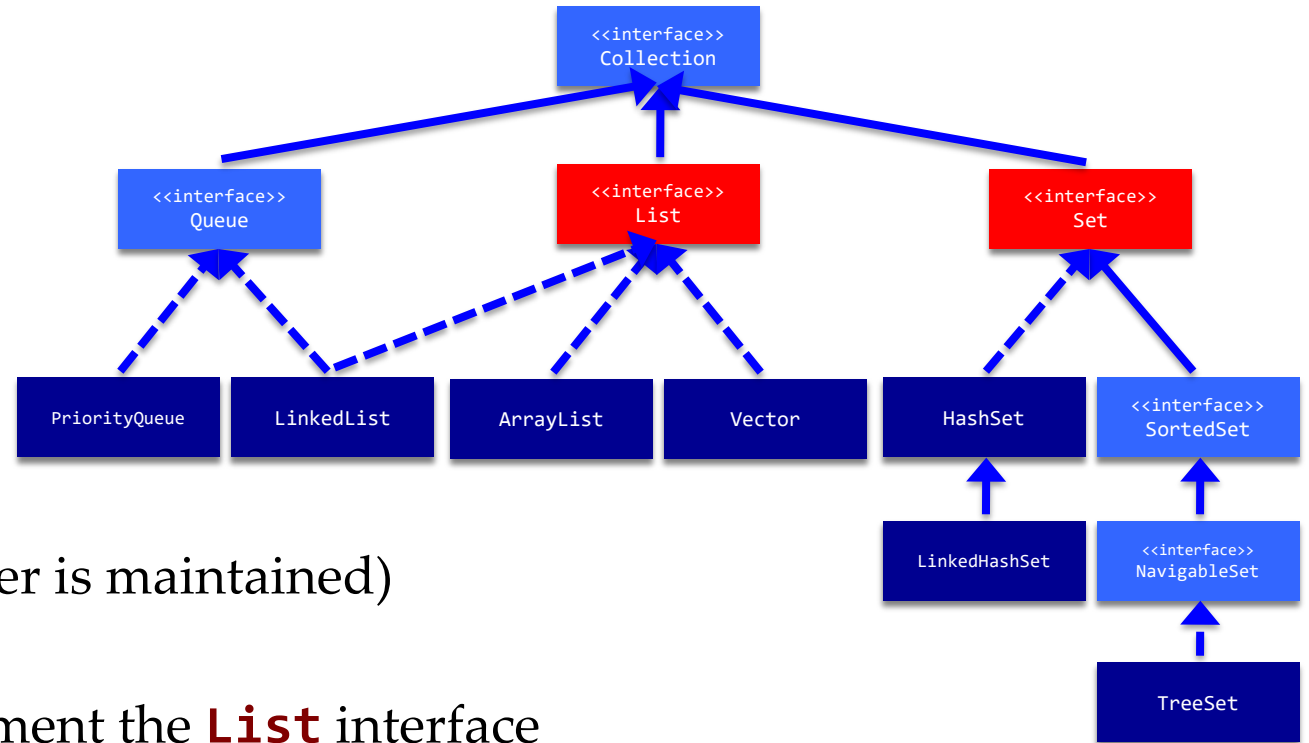 <<interface>>
Collection
<<interface>>
Queue
<<interface>>
List
<<interface>>
Set
PriorityQueue
LinkedList
ArrayList
Vector
HashSet
<<interface>>
SortedSet
LinkedHashSet
<<interface>>
NavigableSet
er is maintained)
TreeSet
ment the List interface